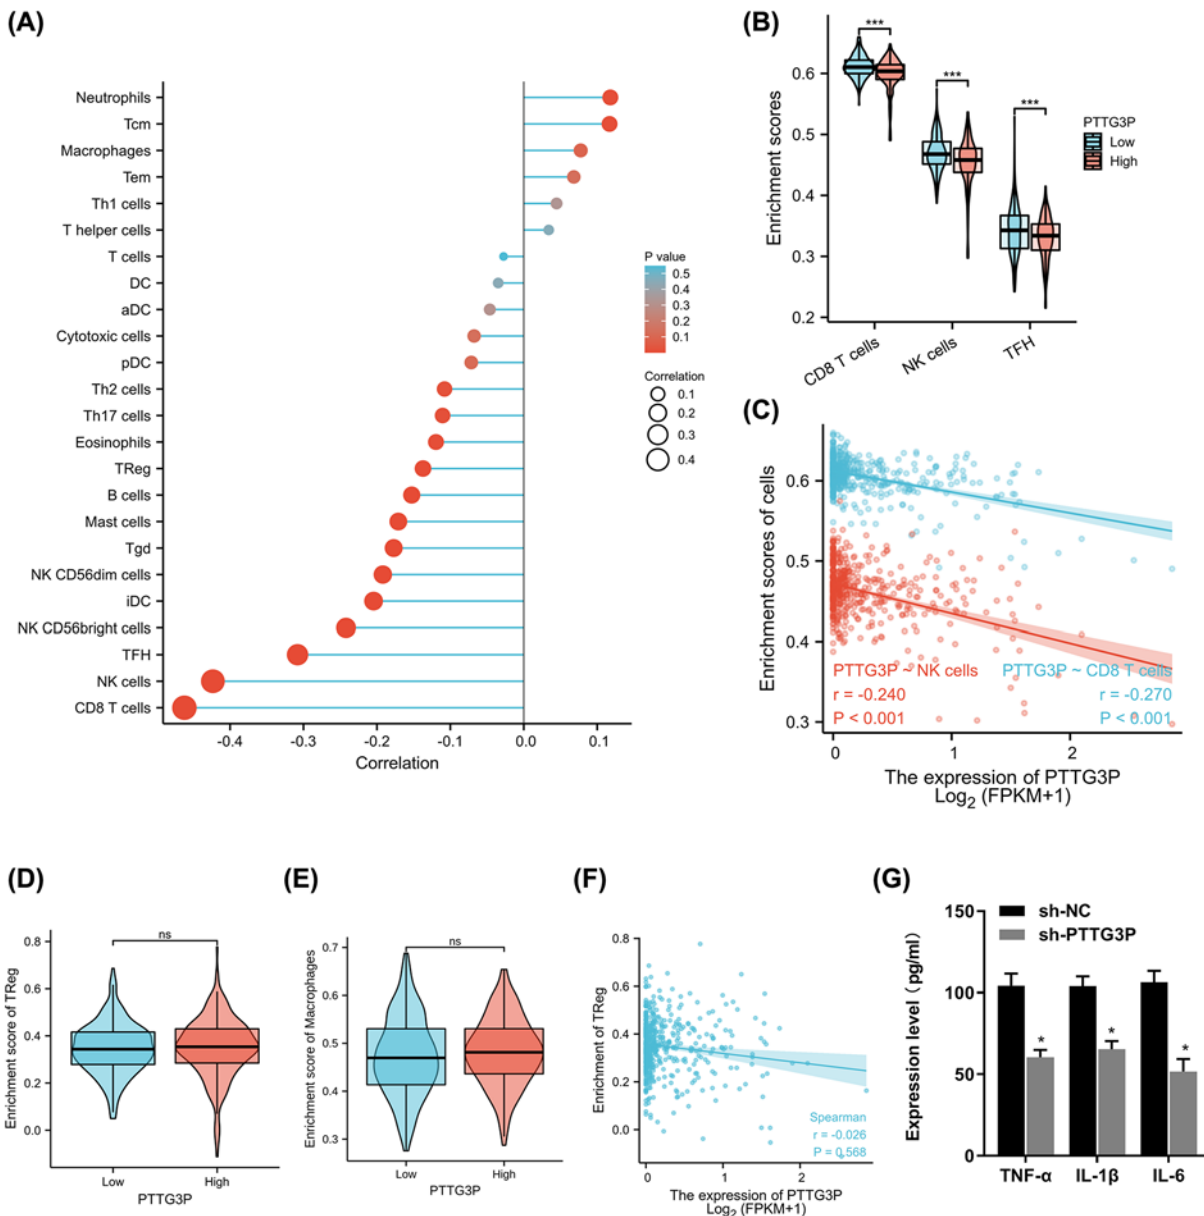 (A)
Neutrophils
Tcm
Macrophages
Tem
Th1 cells
T helper cells
T cells
DC
aDC
Cytotoxic cells
pDC
Th2 cells
Th17 cells
Eosinophils
TReg
B cells
Mast cells
Tgd
NK CD56dim cells
iDC
NK CD56bright cells
TFH
NK cells
CD8 T cells
-0.4 -0.3 -0.2 -0.1 0.0 0.1
Correlation
P value
0.5
0.4
0.3
0.2
0.1
Correlation
0.1
0.2
0.3
0.4
(B)
Enrichment scores
0.6
0.5
0.4
0.3
0.2
*** *** ***
CD8 T cells NK cells TFH
PTTG3P
Low
High
(C)
Enrichment scores of cells
0.6
0.5
0.4
0.3
PTTG3P ~ NK cells PTTG3P ~ CD8 T cells
r = -0.240 r = -0.270
P < 0.001 P < 0.001
0 1 2
The expression of PTTG3P
Log2 (FPKM+1)
(D)
Enrichment score of TReg
0.8
0.6
0.4
0.2
0.0
ns
Low High
PTTG3P
(E)
Enrichment score of Macrophages
0.7
0.6
0.5
0.4
0.3
ns
Low High
PTTG3P
(F)
Enrichment of TReg
0.8
0.6
0.4
0.2
0.0
Spearman
r = -0.026
P = 0.568
0 1 2
The expression of PTTG3P
Log2 (FPKM+1)
(G)
Expression level (pg/ml)
150
100
50
0
sh-NC
sh-PTTG3P
* * *
TNF-α IL-1β IL-6